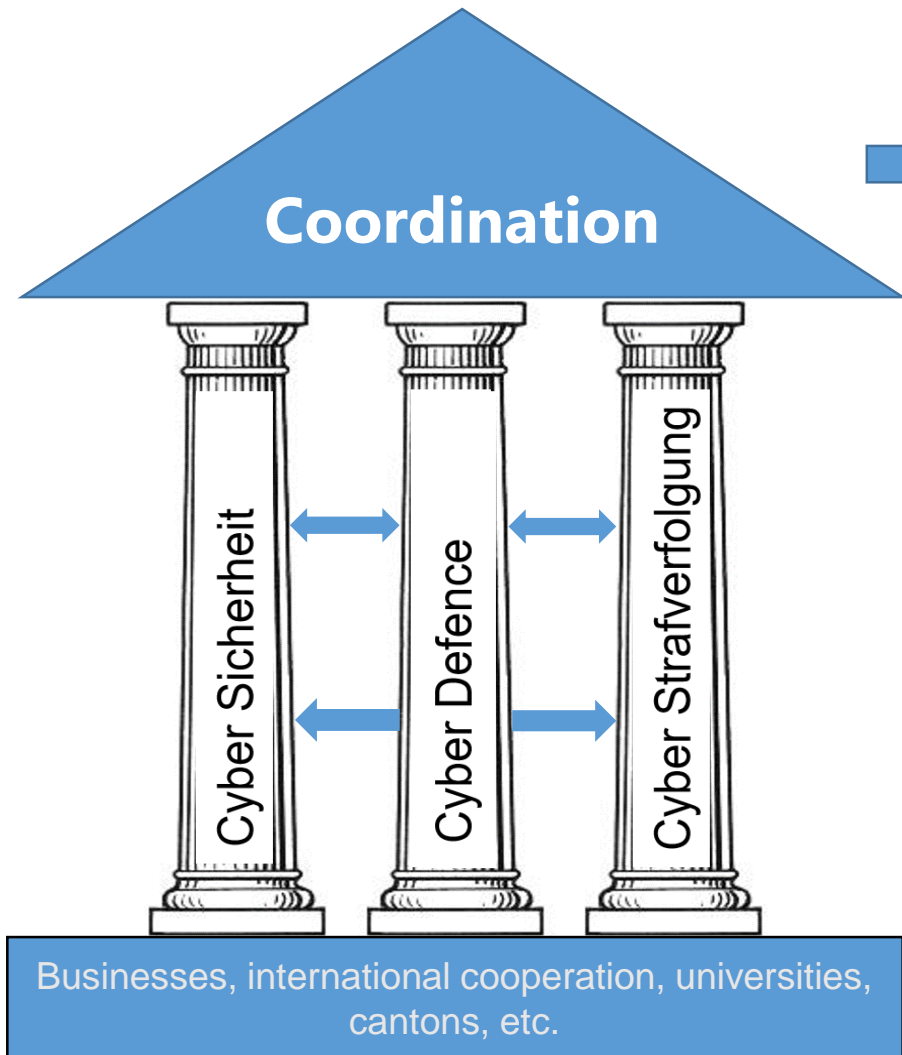 Coordination
Cyber Sicherheit
Cyber Defence
Cyber Strafverfolgung
Businesses, international cooperation, universities,
cantons, etc.